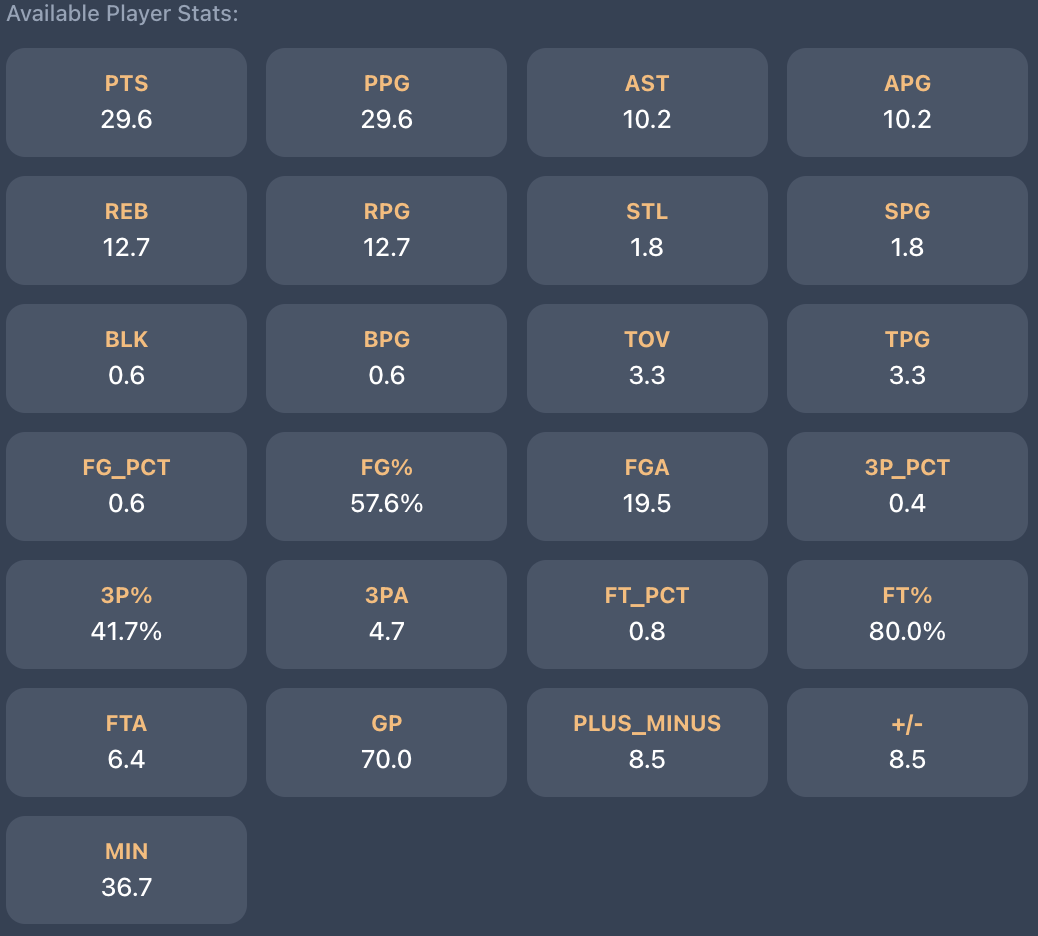 Available Player Stats:
PTS
29.6
PPG
29.6
AST
10.2
APG
10.2
REB
12.7
RPG
12.7
STL
1.8
SPG
1.8
BLK
0.6
BPG
0.6
TOV
3.3
TPG
3.3
FG_PCT
0.6
FG%
57.6%
FGA
19.5
3P_PCT
0.4
3P%
41.7%
3PA
4.7
FT_PCT
0.8
FT%
80.0%
FTA
6.4
GP
70.0
PLUS_MINUS
8.5
+/-
8.5
MIN
36.7